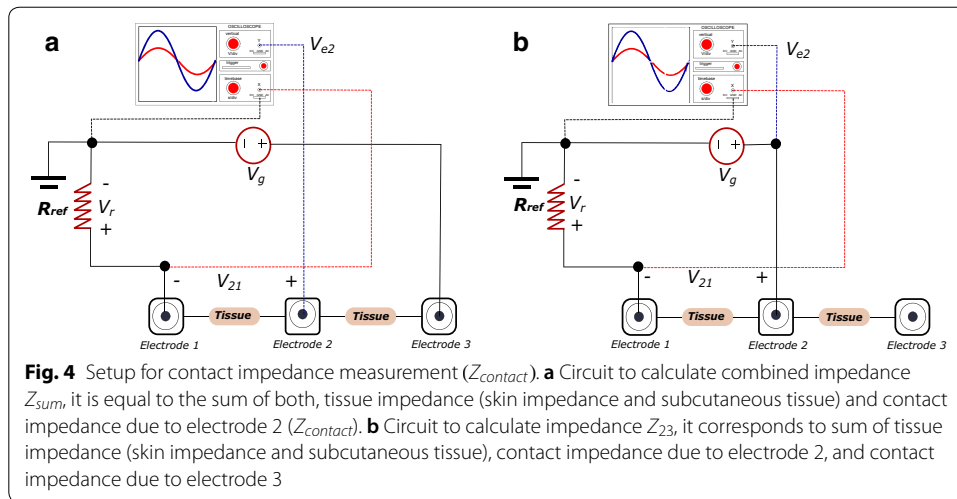 a
OSCILLOSCOPE
vertical
Y
V/div
trigger
timebase
X
s/div
V_e2
V_g
- +
-
R_ref V_r
+
V_21
- +
Tissue Tissue
Electrode 1 Electrode 2 Electrode 3
b
OSCILLOSCOPE
vertical
Y
V/div
trigger
timebase
X
s/div
V_e2
V_g
- +
-
R_ref V_r
+
V_21
- +
Tissue Tissue
Electrode 1 Electrode 2 Electrode 3
Fig. 4 Setup for contact impedance measurement (Z_contact). a Circuit to calculate combined impedance
Z_sum, it is equal to the sum of both, tissue impedance (skin impedance and subcutaneous tissue) and contact
impedance due to electrode 2 (Z_contact). b Circuit to calculate impedance Z_23, it corresponds to sum of tissue
impedance (skin impedance and subcutaneous tissue), contact impedance due to electrode 2, and contact
impedance due to electrode 3